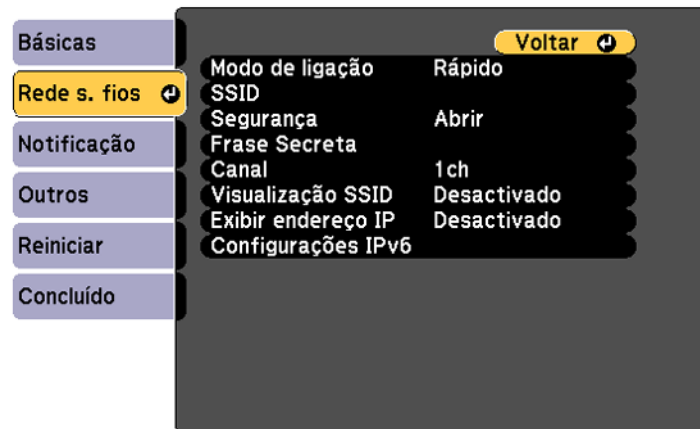 Básicas
Rede s. fios
Notificação
Outros
Reiniciar
Concluído
Voltar
Modo de ligação Rápido
SSID
Segurança Abrir
Frase Secreta
Canal 1ch
Visualização SSID Desactivado
Exibir endereço IP Desactivado
Configurações IPv6